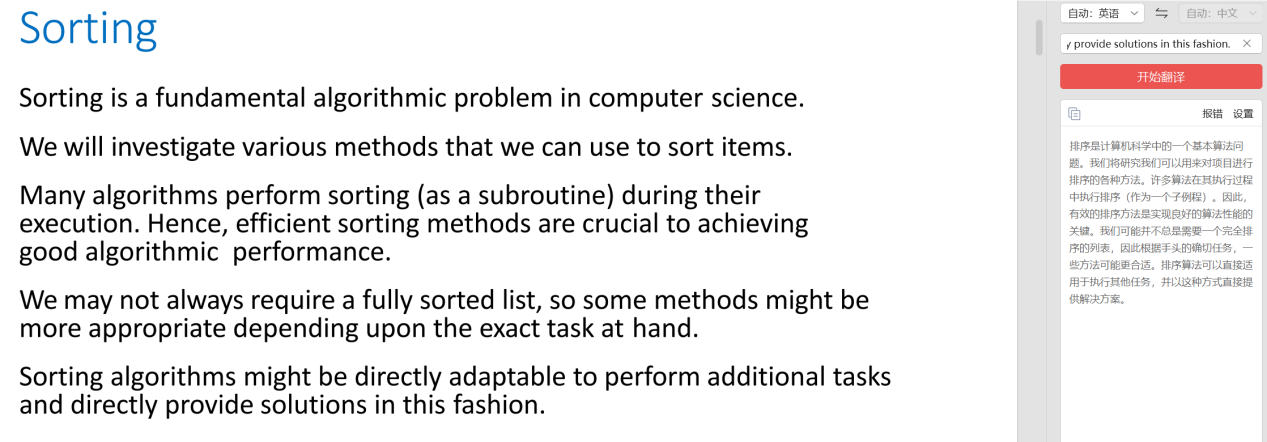 Sorting
Sorting is a fundamental algorithmic problem in computer science.
We will investigate various methods that we can use to sort items.
Many algorithms perform sorting (as a subroutine) during their
execution. Hence, efficient sorting methods are crucial to achieving
good algorithmic  performance.
We may not always require a fully sorted list, so some methods might be
more appropriate depending upon the exact task at hand.
Sorting algorithms might be directly adaptable to perform additional tasks
and directly provide solutions in this fashion.
自动：英语 自动：中文
y provide solutions in this fashion.
开始翻译
报错 设置
排序是计算机科学中的一个基本算法问
题。我们将研究我们可以用来对项目进行
排序的各种方法。许多算法在其执行过程
中执行排序（作为一个子例程）。因此，
有效的排序方法是实现良好的算法性能的
关键。我们可能并不总是需要一个完全排
序的列表，因此根据手头的确切任务，一
些方法可能更合适。排序算法可以直接适
用于执行其他任务，并以这种方式直接提
供解决方案。